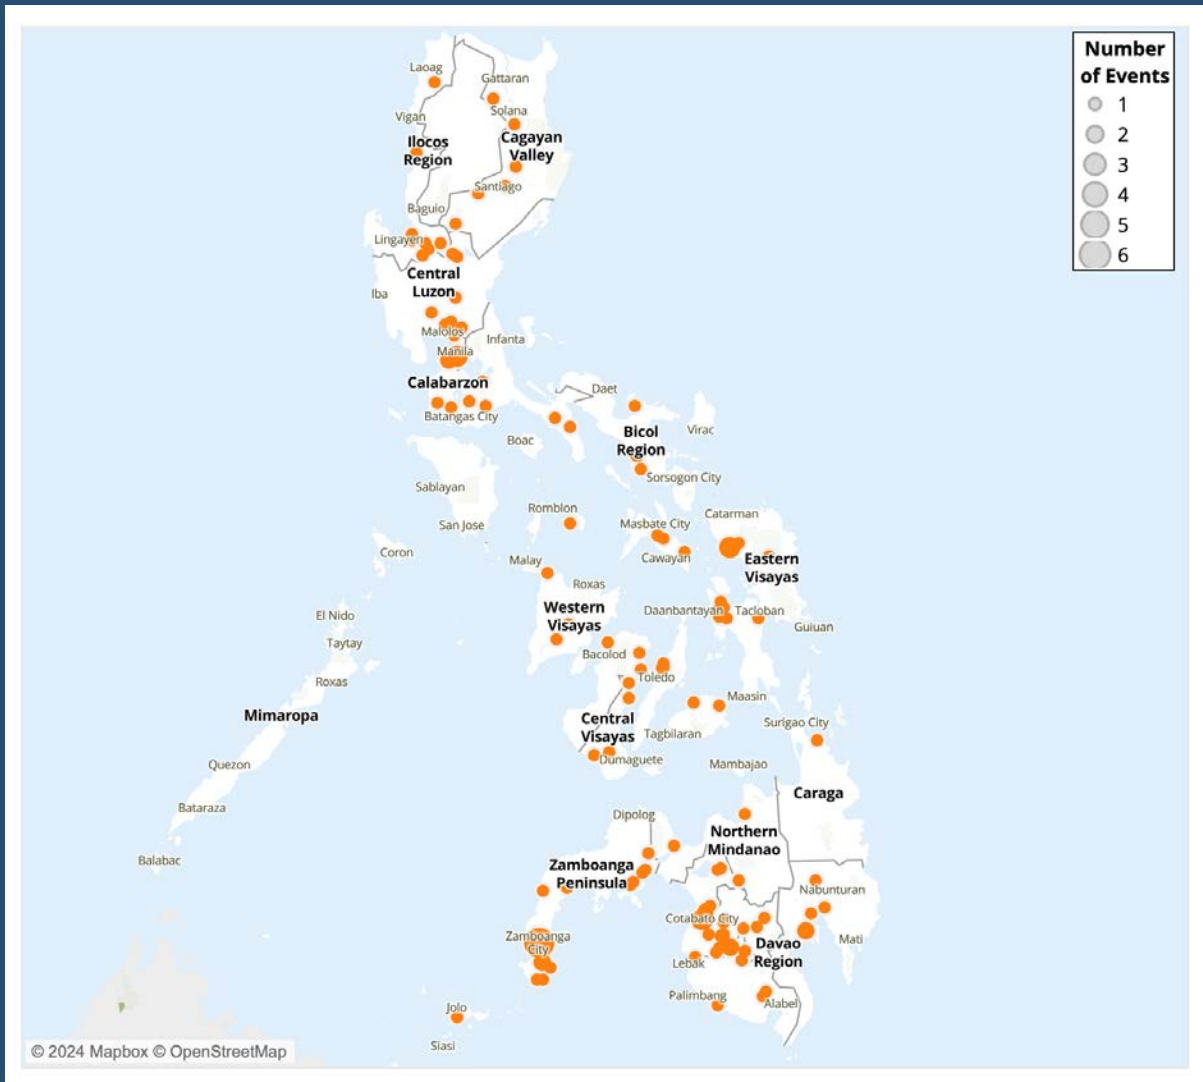 Number
of Events
1
2
3
4
5
6
Laoag
Gattaran
Vigan
Solana
Ilocos
Region
Cagayan
Valley
Santiago
Baguio
Lingayen
Central
Luzon
Iba
Malolos
Infanta
Manila
Calabarzon
Batangas City
Daet
Boac
Bicol
Region
Virac
Sorsogon City
Sablayan
San Jose
Romblon
Masbate City
Catarman
Coron
Malay
Cawayan
Eastern
Visayas
Roxas
El Nido
Western
Visayas
Daanbantayan
Tacloban
Guiuan
Taytay
Bacolod
Roxas
Toledo
Maasin
Mimaropa
Central
Visayas
Tagbilaran
Surigao City
Quezon
Dumaguete
Mambajao
Caraga
Bataraza
Dipolog
Northern
Mindanao
Balabac
Zamboanga
Peninsula
Nabunturan
Cotabato City
Zamboanga
City
Davao
Region
Mati
Lebak
Palimbang
Alabel
Jolo
Siasi
© 2024 Mapbox © OpenStreetMap